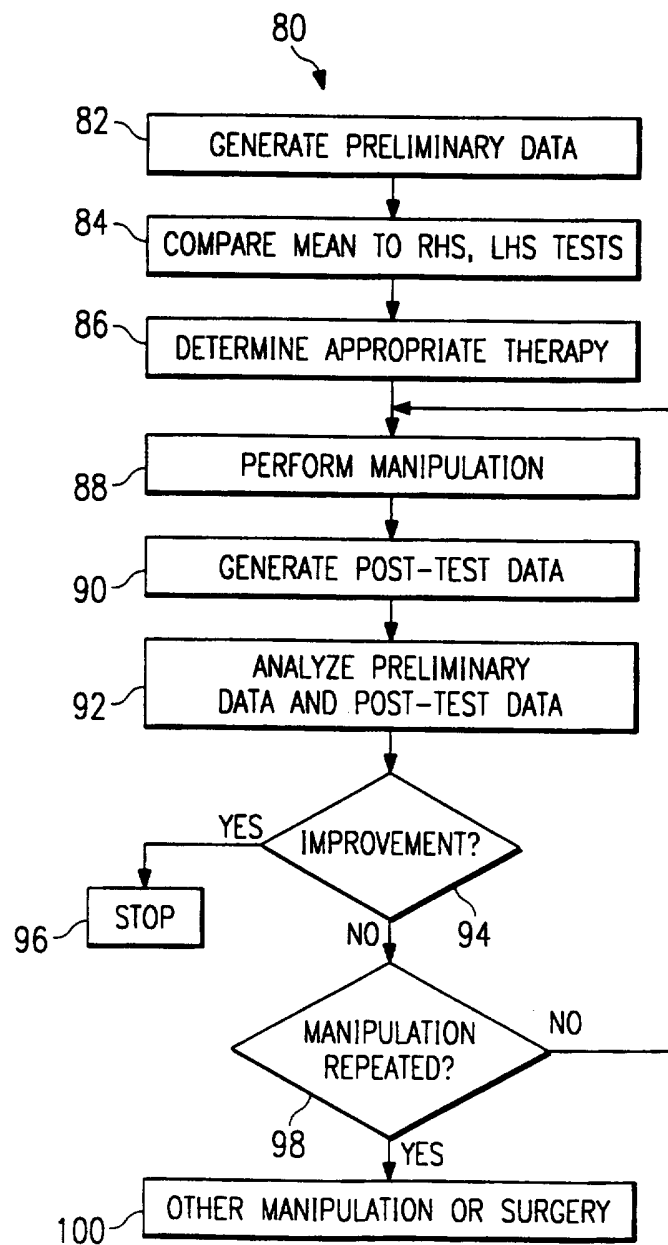 80
82
GENERATE PRELIMINARY DATA
84
COMPARE MEAN TO RHS, LHS TESTS
86
DETERMINE APPROPRIATE THERAPY
88
PERFORM MANIPULATION
90
GENERATE POST-TEST DATA
92
ANALYZE PRELIMINARY
DATA AND POST-TEST DATA
YES
IMPROVEMENT?
94
96
STOP
NO
MANIPULATION
REPEATED?
NO
98
YES
100
OTHER MANIPULATION OR SURGERY